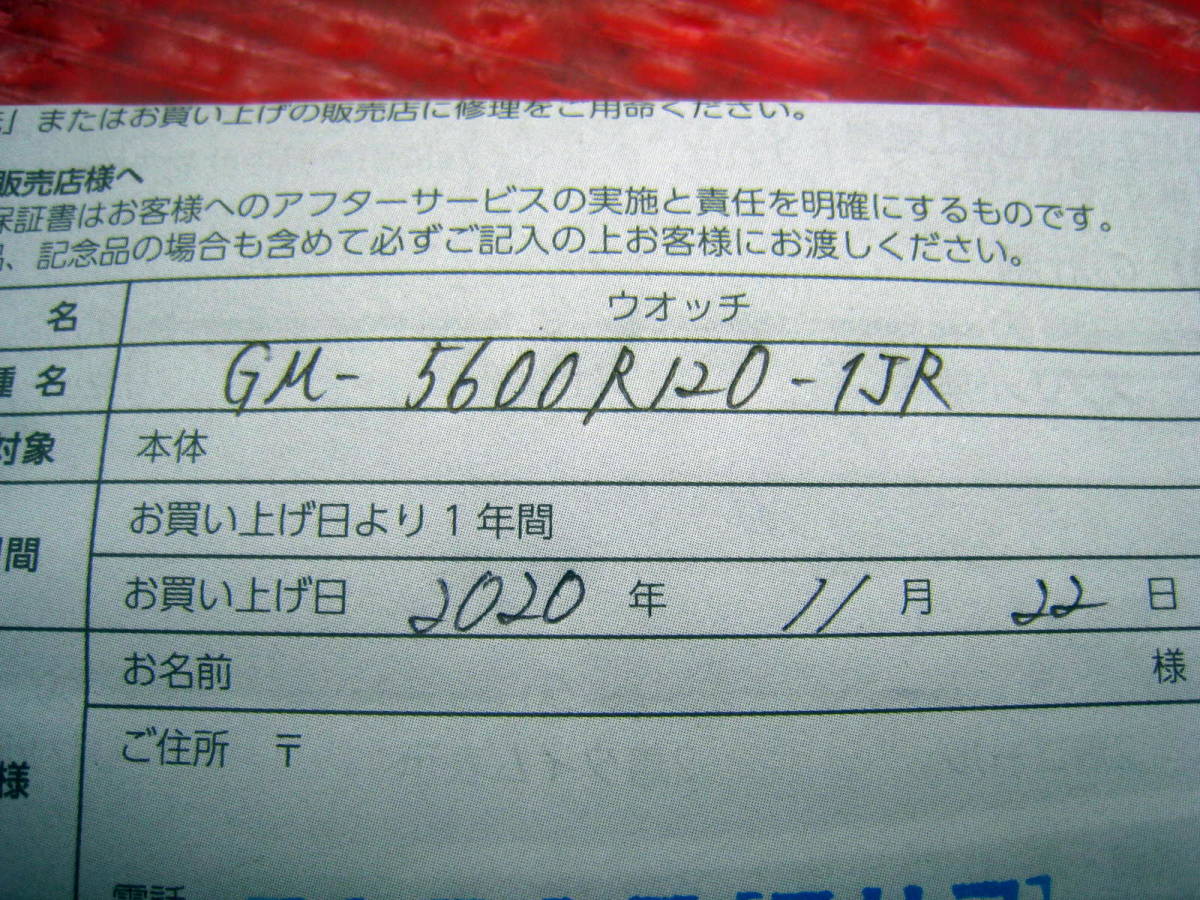 」またはお買い上げの販売店に修理をご用命ください。
販売店様へ
保証書はお客様へのアフターサービスの実施と責任を明確にするものです。
、記念品の場合も含めて必ずご記入の上お客様にお渡しください。
名 ウオッチ
種名 GM-5600R120-1JR
対象 本体
間 お買い上げ日より1年間
お買い上げ日 2020 年 11 月 22 日
お名前 様
様 ご住所 〒
電話